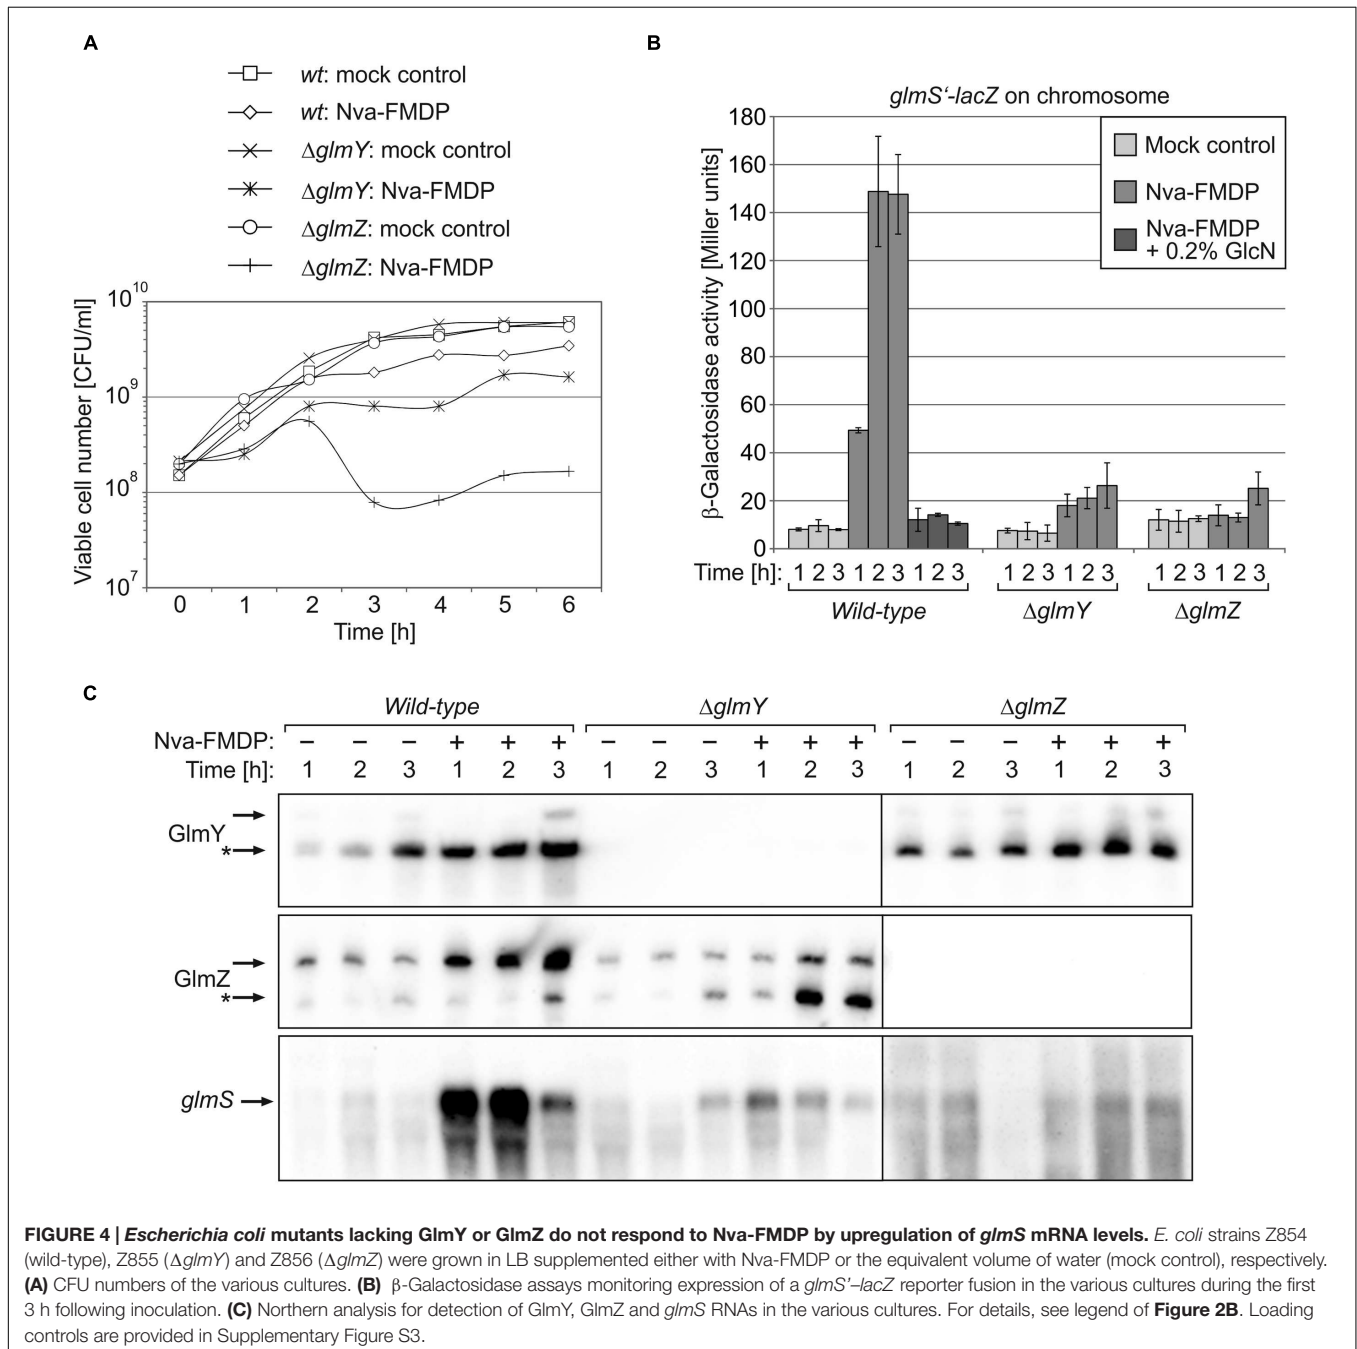 A
wt: mock control
wt: Nva-FMDP
ΔglmY: mock control
ΔglmY: Nva-FMDP
ΔglmZ: mock control
ΔglmZ: Nva-FMDP
Viable cell number [CFU/ml]
10^10
10^9
10^8
10^7
0 1 2 3 4 5 6
Time [h]
B
glmS‘-lacZ on chromosome
β-Galactosidase activity [Miller units]
180
160
140
120
100
80
60
40
20
0
Mock control
Nva-FMDP
Nva-FMDP
+ 0.2% GlcN
Time [h]: 1 2 3 1 2 3 1 2 3 1 2 3 1 2 3 1 2 3 1 2 3
Wild-type ΔglmY ΔglmZ
C
Wild-type ΔglmY ΔglmZ
Nva-FMDP: – – – + + + – – – + + + – – – + + +
Time [h]: 1 2 3 1 2 3 1 2 3 1 2 3 1 2 3 1 2 3
GlmY
*
GlmZ
*
glmS
FIGURE 4 | Escherichia coli mutants lacking GlmY or GlmZ do not respond to Nva-FMDP by upregulation of glmS mRNA levels. E. coli strains Z854
(wild-type), Z855 (ΔglmY) and Z856 (ΔglmZ) were grown in LB supplemented either with Nva-FMDP or the equivalent volume of water (mock control), respectively.
(A) CFU numbers of the various cultures. (B) β-Galactosidase assays monitoring expression of a glmS’–lacZ reporter fusion in the various cultures during the first
3 h following inoculation. (C) Northern analysis for detection of GlmY, GlmZ and glmS RNAs in the various cultures. For details, see legend of Figure 2B. Loading
controls are provided in Supplementary Figure S3.